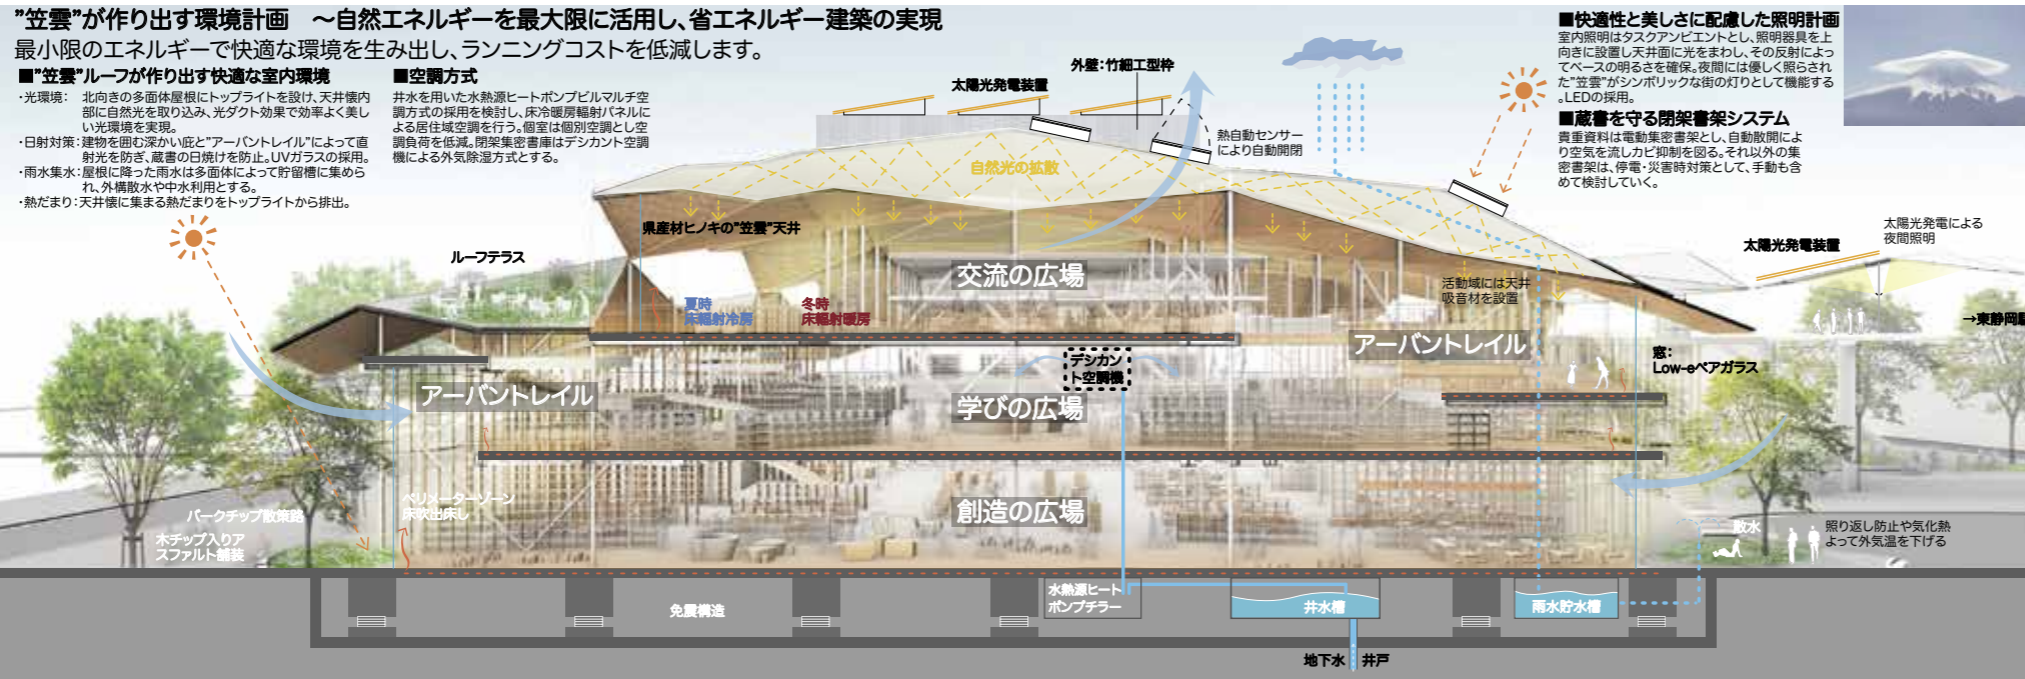 ”笠雲”が作り出す環境計画　～自然エネルギーを最大限に活用し、省エネルギー建築の実現
最小限のエネルギーで快適な環境を生み出し、ランニングコストを低減します。
■”笠雲”ルーフが作り出す快適な室内環境
・光環境：　北向きの多面体屋根にトップライトを設け、天井懐内
部に自然光を取り込み、光ダクト効果で効率よく美し
い光環境を実現。
・日射対策：建物を囲む深かい庇と”アーバントレイル”によって直
射光を防ぎ、蔵書の日焼けを防止。UVガラスの採用。
・雨水集水：屋根に降った雨水は多面体によって貯留槽に集めら
れ、外構散水や中水利用とする。
・熱だまり：天井懐に集まる熱だまりをトップライトから排出。
■空調方式
井水を用いた水熱源ヒートポンプビルマルチ空
調方式の採用を検討し、床冷暖房輻射パネルに
よる居住域空調を行う。個室は個別空調とし空
調負荷を低減。閉架集密書庫はデシカント空調
機による外気除湿方式とする。
■快適性と美しさに配慮した照明計画
室内照明はタスクアンビエントとし、照明器具を上
向きに設置し天井面に光をまわし、その反射によっ
てベースの明るさを確保。夜間には優しく照らされ
た”笠雲”がシンボリックな街の灯りとして機能する
。LEDの採用。
■蔵書を守る閉架書架システム
貴重資料は電動集密書架とし、自動散開によ
り空気を流しカビ抑制を図る。それ以外の集
密書架は、停電・災害時対策として、手動も含
めて検討していく。
太陽光発電装置
外壁：竹細工型枠
熱自動センサー
により自動開閉
自然光の拡散
県産材ヒノキの”笠雲”天井
ルーフテラス
交流の広場
夏時
床輻射冷房
冬時
床輻射暖房
活動域には天井
吸音材を設置
太陽光発電装置
太陽光発電による
夜間照明
→東静岡駅
アーバントレイル
窓：
Low-eペアガラス
デシカン
ト空調機
アーバントレイル
学びの広場
ペリメーターゾーン
床吹出床し
創造の広場
バークチップ散策路
木チップ入りア
スファルト舗装
散水
照り返し防止や気化熱
よって外気温を下げる
免震構造
水熱源ヒート
ポンプチラー
井水槽
雨水貯水槽
地下水
井戸